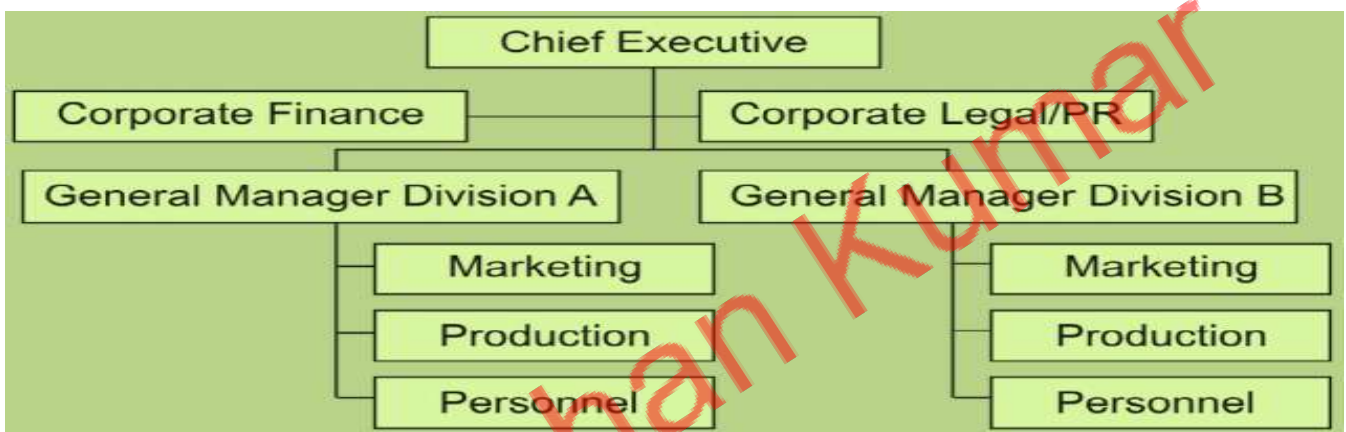 Chief Executive
Corporate Finance
Corporate Legal/PR
General Manager Division A
General Manager Division B
Marketing
Production
Personnel
Marketing
Production
Personnel
han Kumar